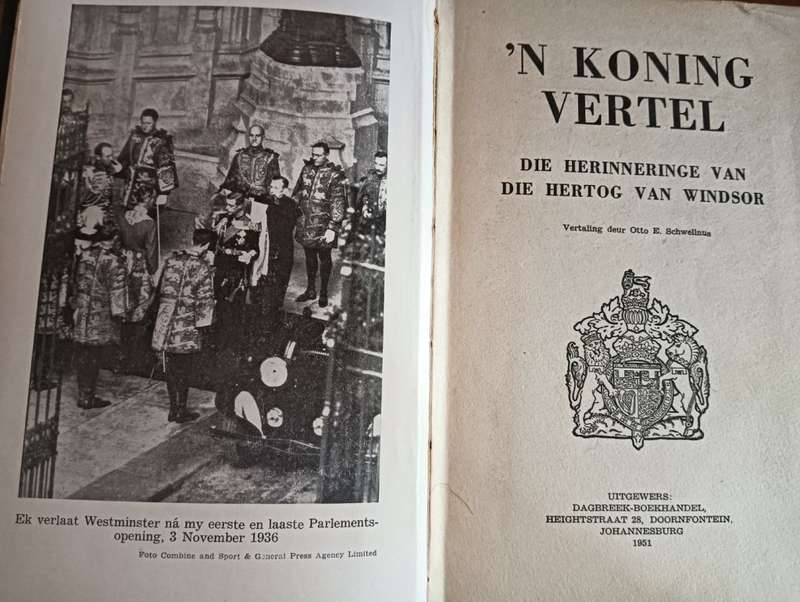 Ek verlaat Westminster ná my eerste en laaste Parlements-
opening, 3 November 1936
Foto Combine and Sport & General Press Agency Limited
'N KONING
VERTEL
DIE HERINNERINGE VAN
DIE HERTOG VAN WINDSOR
Vertaling deur Otto E. Schwellnus
UITGEWERS:
DAGBREEK-BOEKHANDEL,
HEIGHTSTRAAT 28, DOORNFONTEIN,
JOHANNESBURG
1951